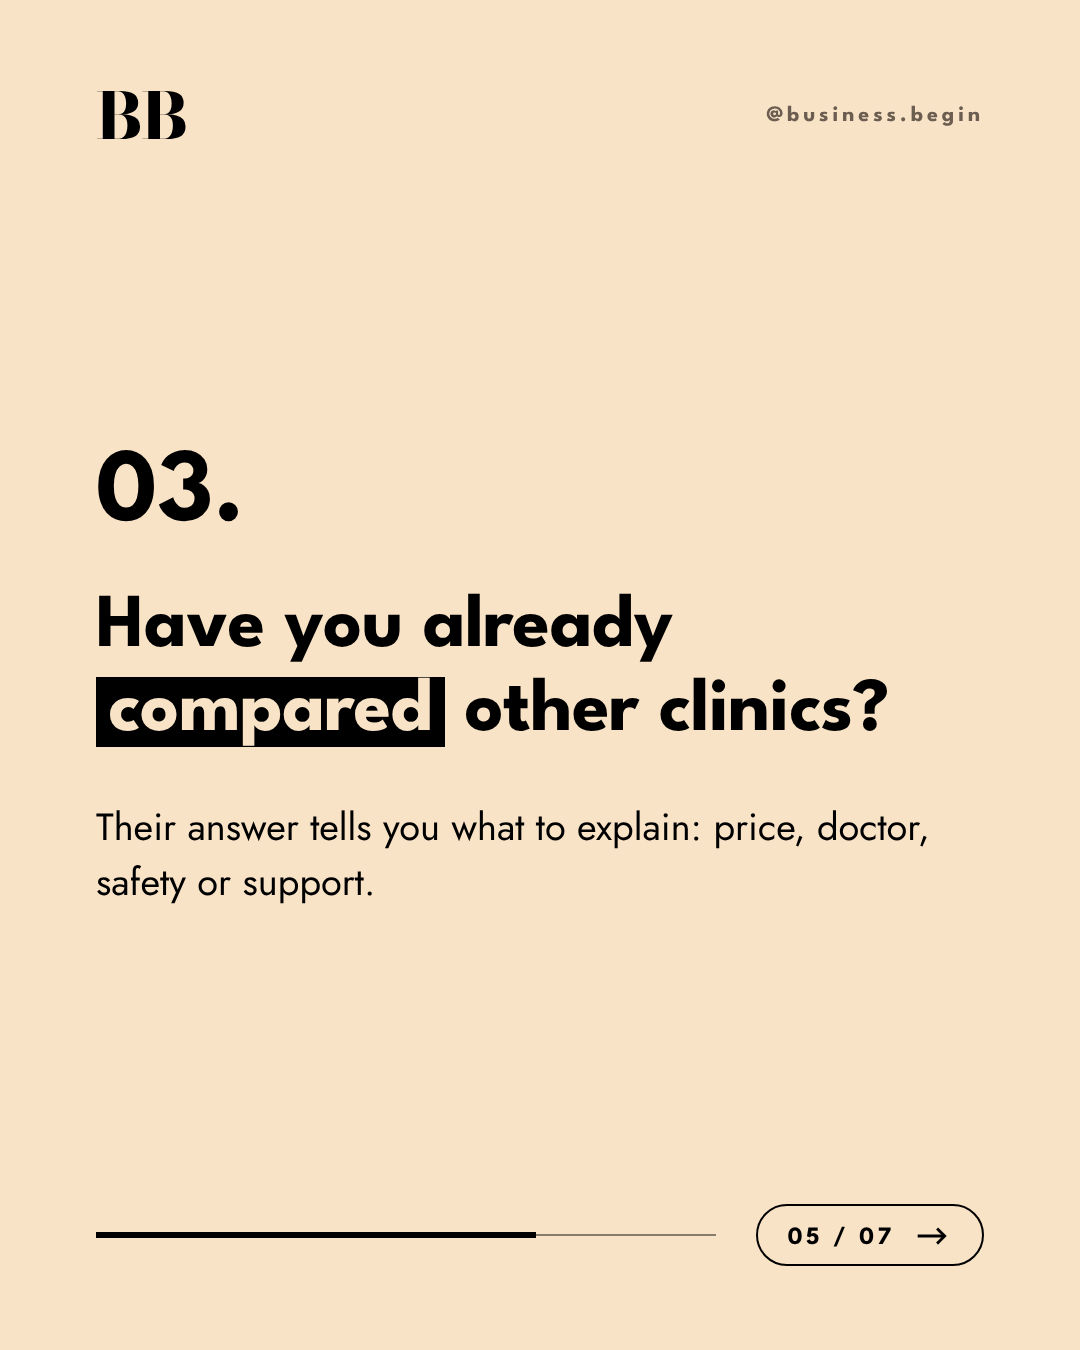 BB
@business.begin
03.
Have you already
compared other clinics?
Their answer tells you what to explain: price, doctor,
safety or support.
05 / 07 →